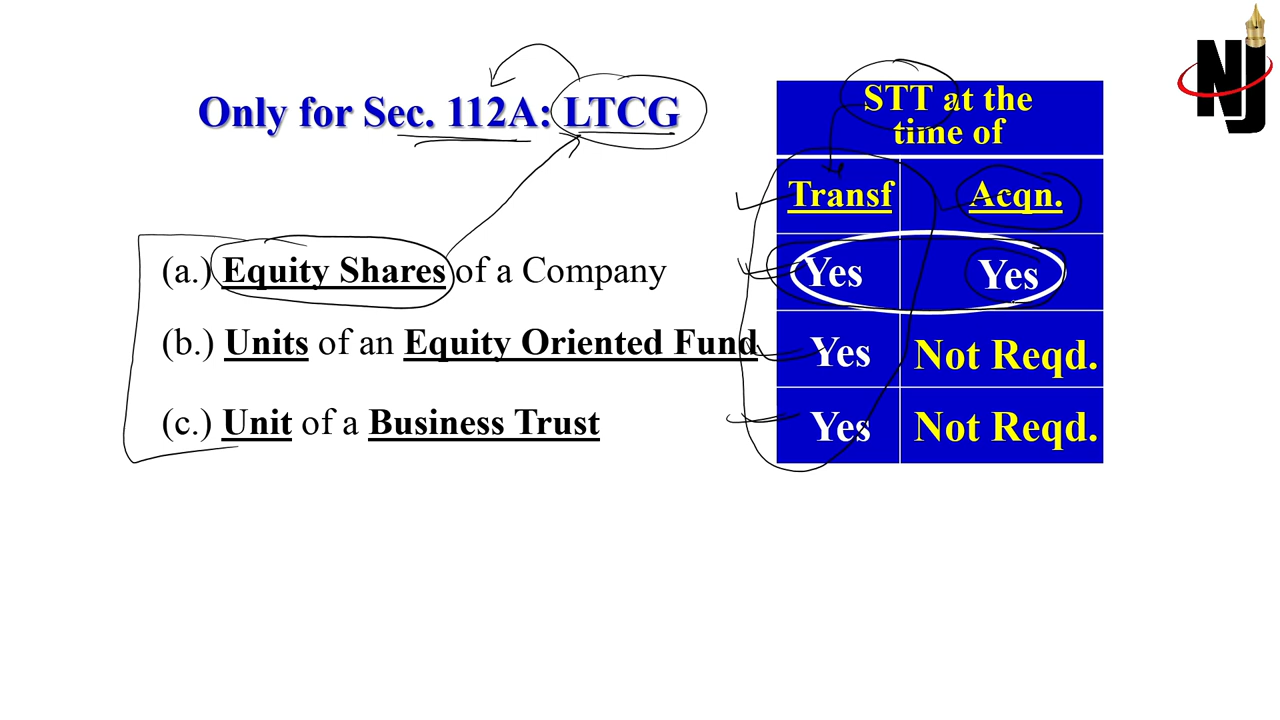 Only for Sec. 112A: LTCG
STT at the
time of
Transf Acqn.
(a.) Equity Shares of a Company Yes Yes
(b.) Units of an Equity Oriented Fund Yes Not Reqd.
(c.) Unit of a Business Trust Yes Not Reqd.
NJ